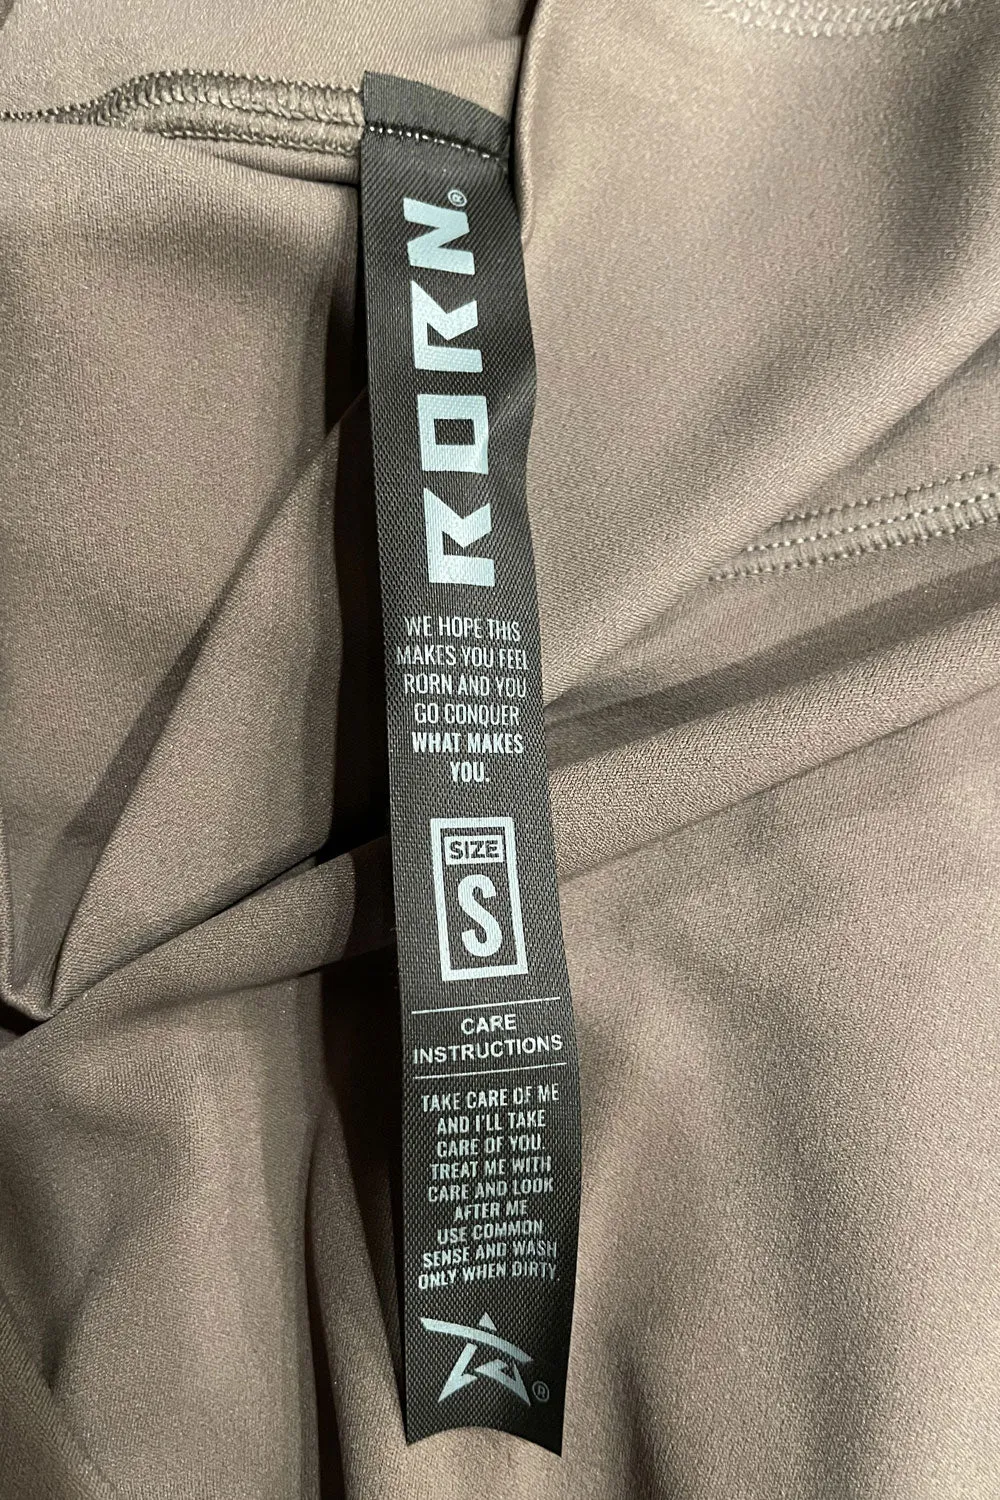 RORN®
WE HOPE THIS
MAKES YOU FEEL
RORN AND YOU
GO CONQUER
WHAT MAKES
YOU.
SIZE
S
CARE
INSTRUCTIONS
TAKE CARE OF ME
AND I'LL TAKE
CARE OF YOU.
TREAT ME WITH
CARE AND LOOK
AFTER ME
USE COMMON
SENSE AND WASH
ONLY WHEN DIRTY.
®